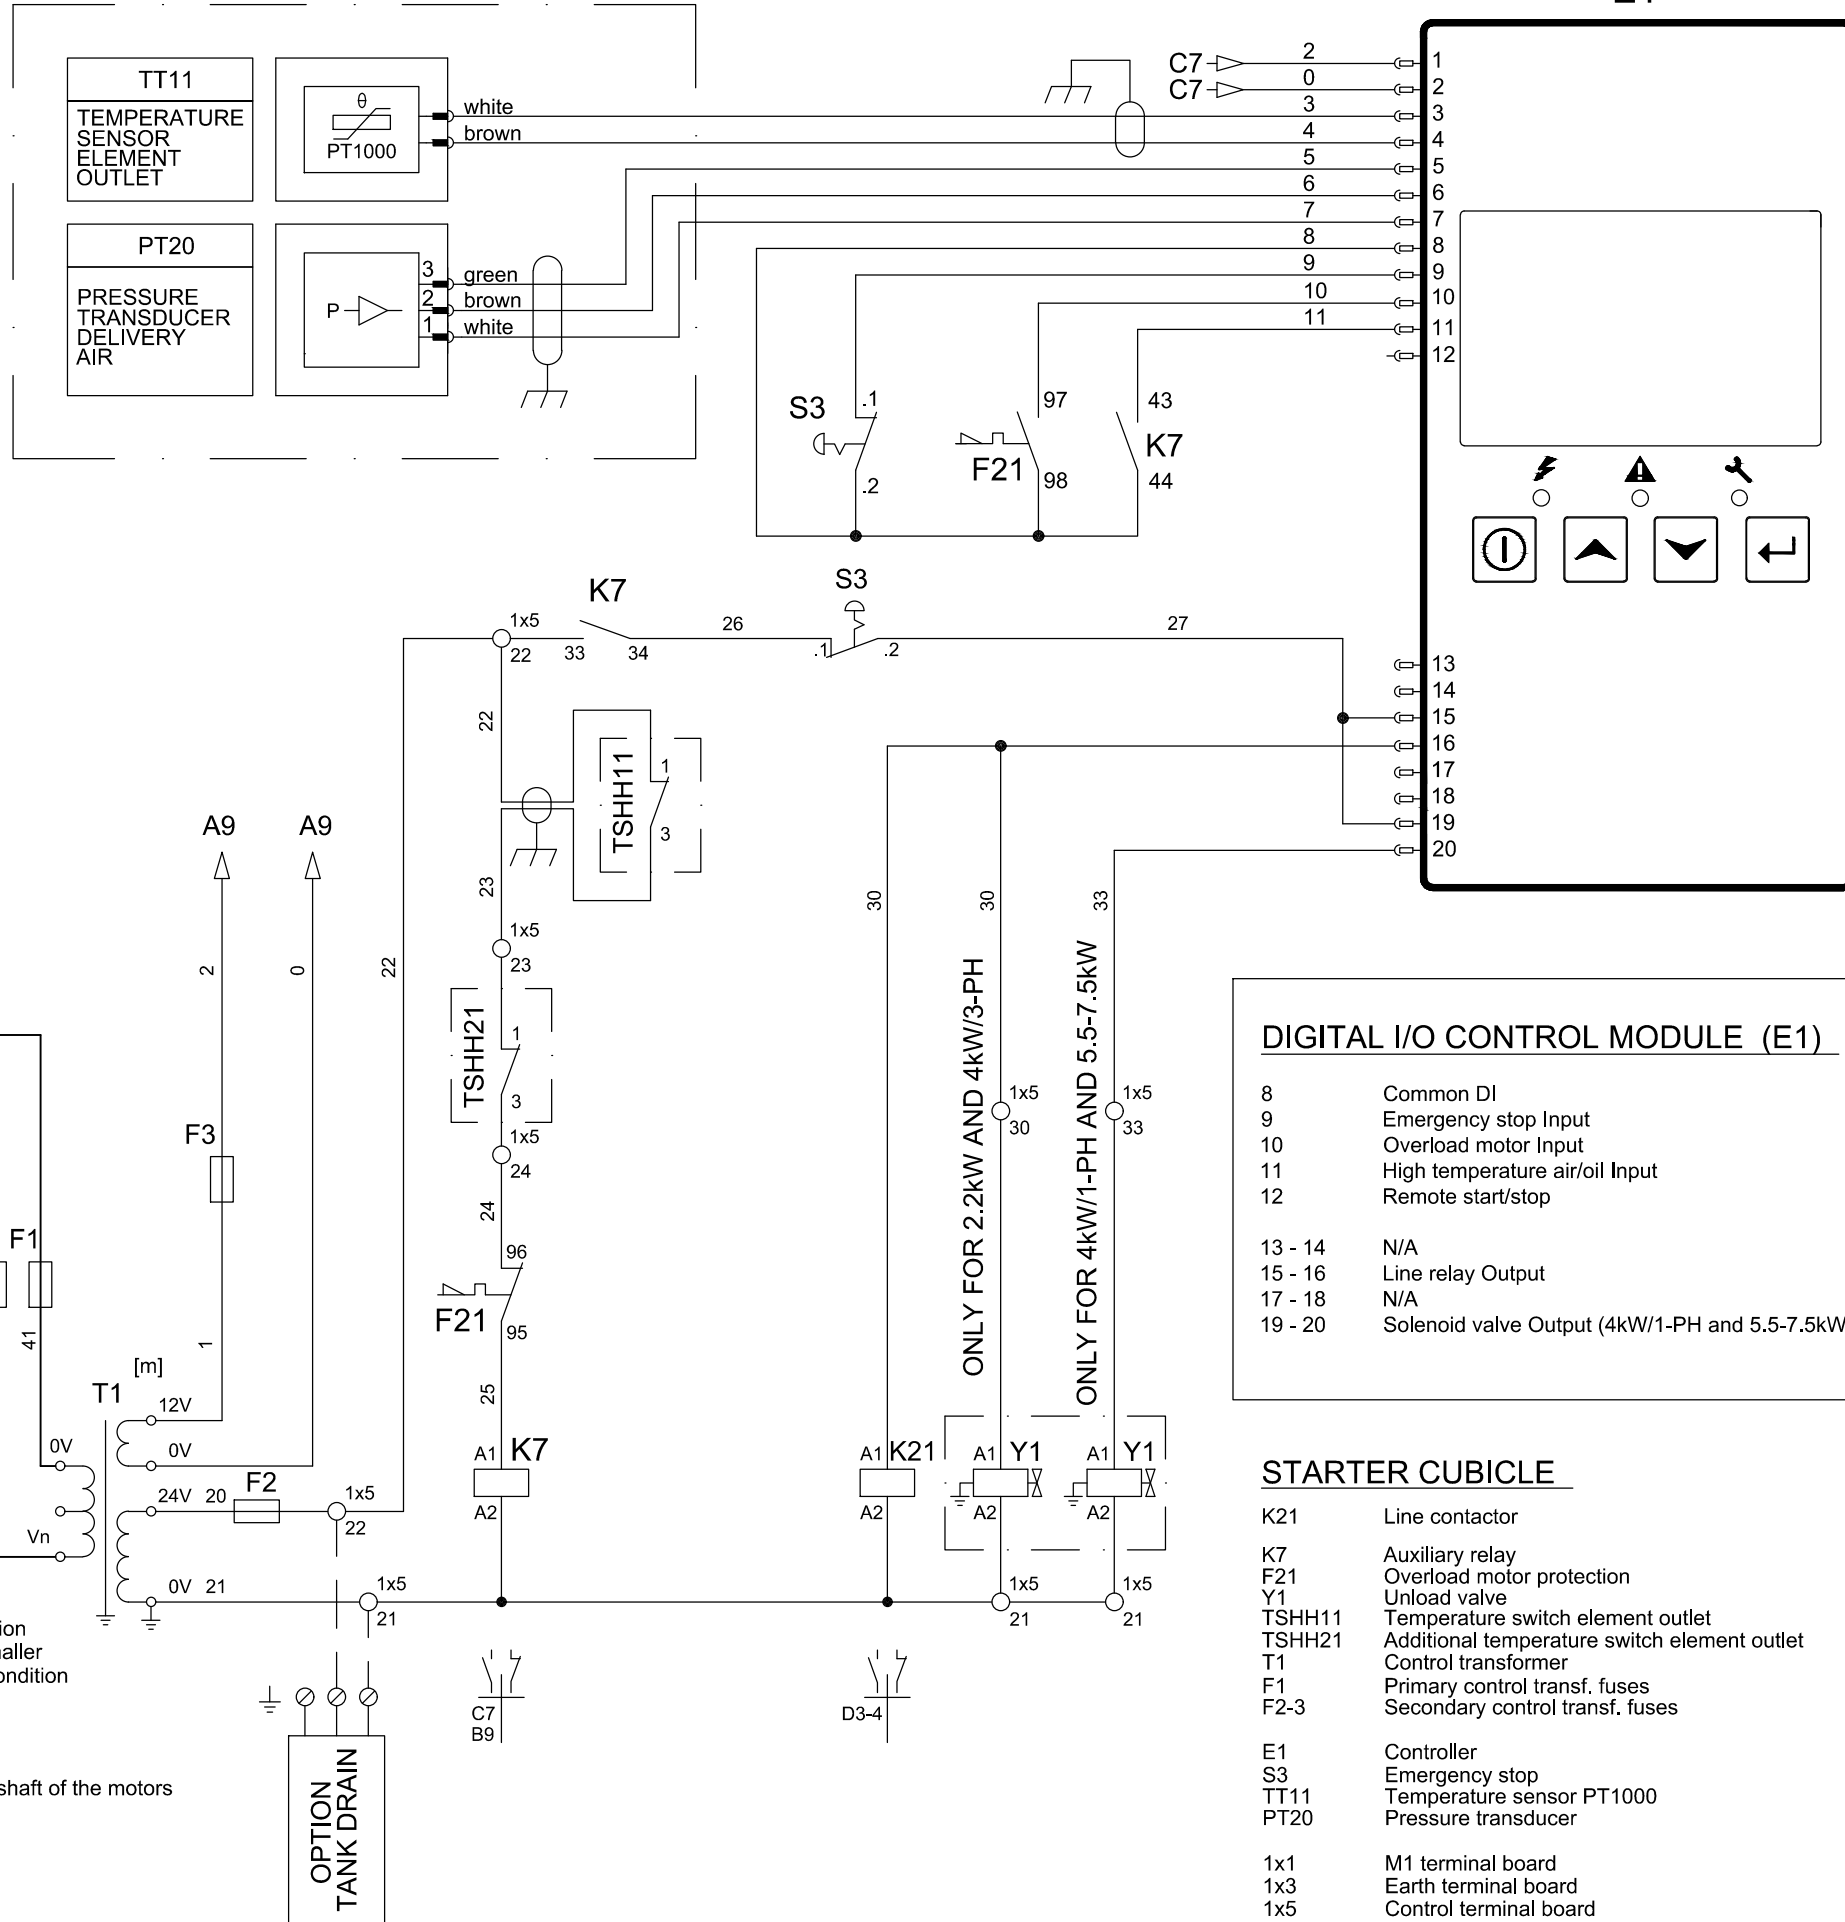 TT11
TEMPERATURE
SENSOR
ELEMENT
OUTLET
θ
PT1000
white
brown
PT20
PRESSURE
TRANSDUCER
DELIVERY
AIR
P
3 green
2 brown
1 white
C7 2 1
C7 0 2
3 3
4 4
5 5
6 6
7 7
8 8
9 9
10 10
11 11
12
S3 .1 .2
F21 97 98
K7 43 44
K7
S3
1x5
22 33 34 26 .1 .2 27
13
14
15
16
17
18
19
20
22
22
TSHH11
1
3
23
1x5
23
TSHH21
1
3
1x5
24
24
96
F21
95
25
A1 K7
A2
A9 A9
2 0
F3
1
F1
41
[m]
T1
12V
0V
0V
24V 20 F2 1x5
22
Vn
0V 21 1x5
21
30 30 33
ONLY FOR 2.2kW AND 4kW/3-PH
ONLY FOR 4kW/1-PH AND 5.5-7.5kW
1x5
30
1x5
33
A1 K21
A2
A1 Y1
A2
A1 Y1
A2
1x5
21
1x5
21
C7
B9
D3-4
OPTION
TANK DRAIN
ion
aller
ondition
shaft of the motors
DIGITAL I/O CONTROL MODULE (E1)
8 Common DI
9 Emergency stop Input
10 Overload motor Input
11 High temperature air/oil Input
12 Remote start/stop
13 - 14 N/A
15 - 16 Line relay Output
17 - 18 N/A
19 - 20 Solenoid valve Output (4kW/1-PH and 5.5-7.5kW
STARTER CUBICLE
K21 Line contactor
K7 Auxiliary relay
F21 Overload motor protection
Y1 Unload valve
TSHH11 Temperature switch element outlet
TSHH21 Additional temperature switch element outlet
T1 Control transformer
F1 Primary control transf. fuses
F2-3 Secondary control transf. fuses
E1 Controller
S3 Emergency stop
TT11 Temperature sensor PT1000
PT20 Pressure transducer
1x1 M1 terminal board
1x3 Earth terminal board
1x5 Control terminal board